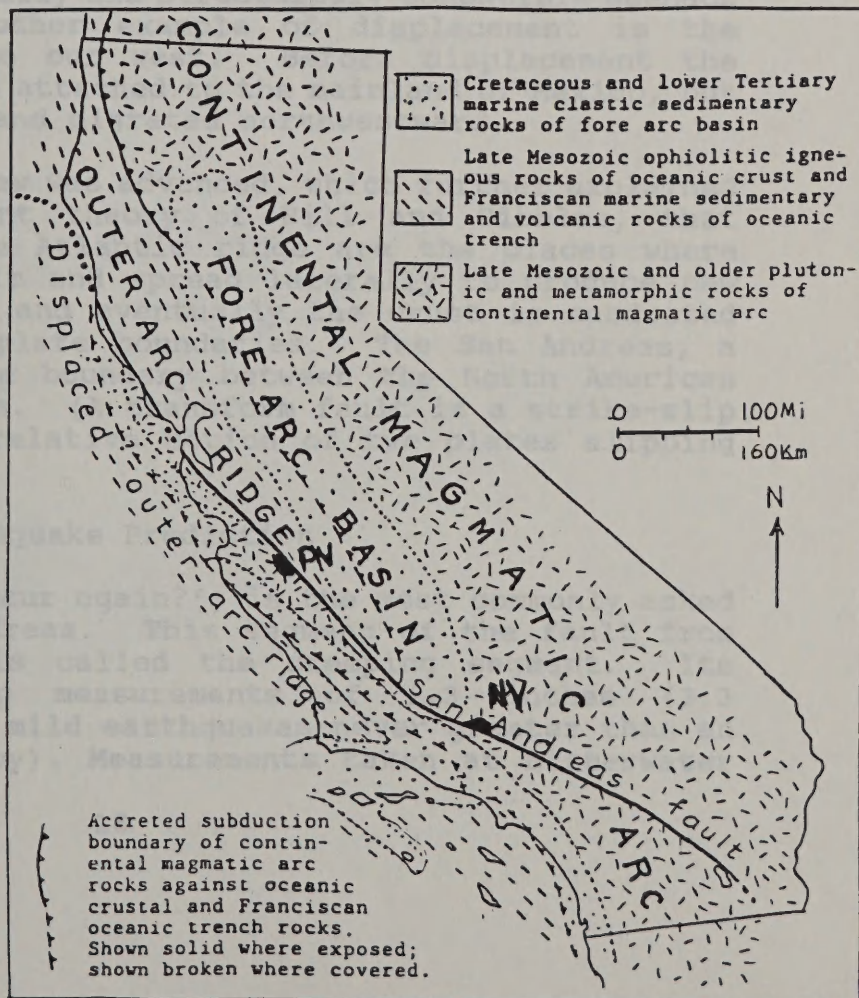 CONTINENTAL MAGMATIC ARC
OUTER ARC RIDGE
FORE ARC BASIN
Displaced outer arc ridge
San Andreas fault
PN
NV
Cretaceous and lower Tertiary
marine clastic sedimentary
rocks of fore arc basin
Late Mesozoic ophiolitic igne-
ous rocks of oceanic crust and
Franciscan marine sedimentary
and volcanic rocks of oceanic
trench
Late Mesozoic and older pluton-
ic and metamorphic rocks of
continental magmatic arc
0 100Mi
0 160Km
N
Accreted subduction
boundary of contin-
ental magmatic arc
rocks against oceanic
crustal and Franciscan
oceanic trench rocks.
Shown solid where exposed;
shown broken where covered.